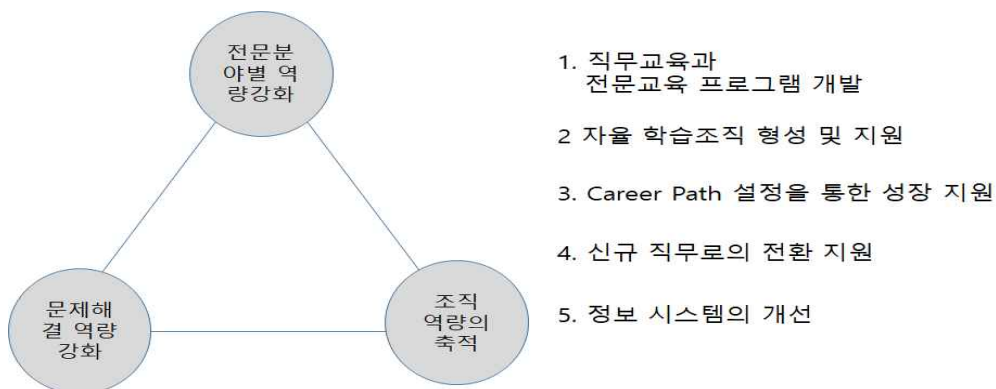 전문분
야별 역
량강화
문제해
결 역량
강화
조직
역량의
축적
1. 직무교육과
전문교육 프로그램 개발
2 자율 학습조직 형성 및 지원
3. Career Path 설정을 통한 성장 지원
4. 신규 직무로의 전환 지원
5. 정보 시스템의 개선